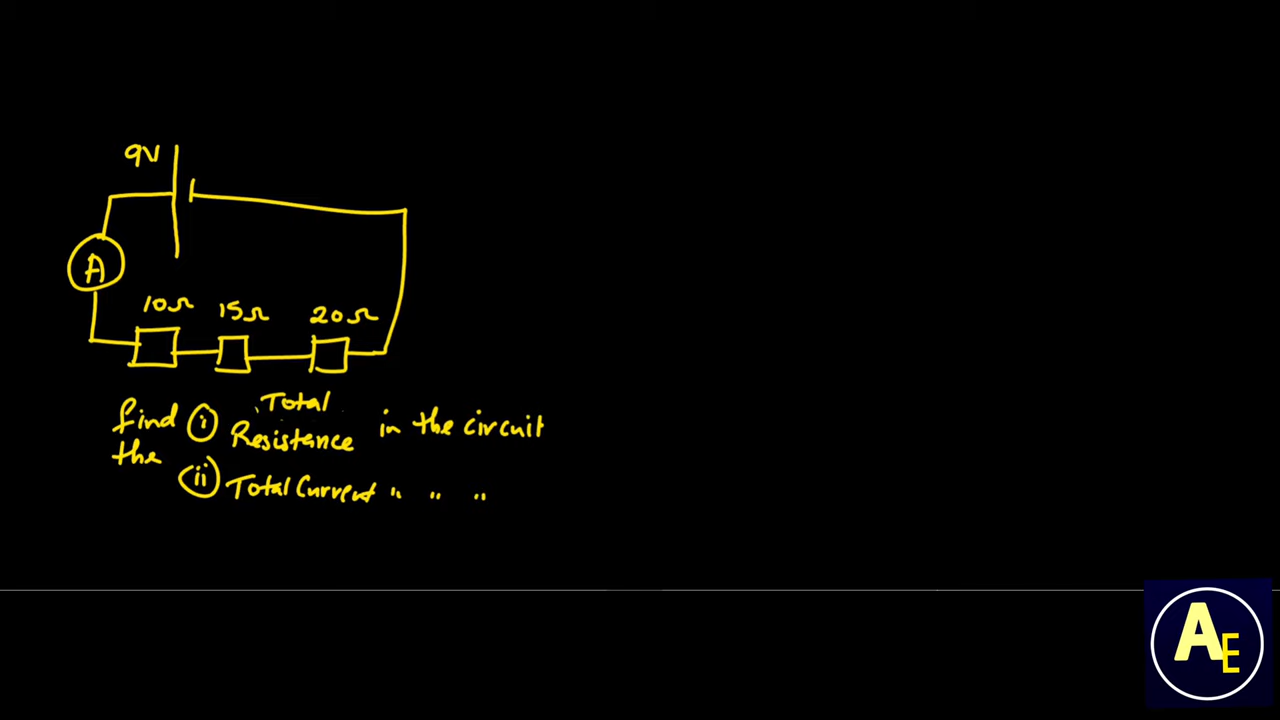 9V
A
10Ω 15Ω 20Ω
find the (i) Total Resistance in the circuit
(ii) Total Current " " "
AE